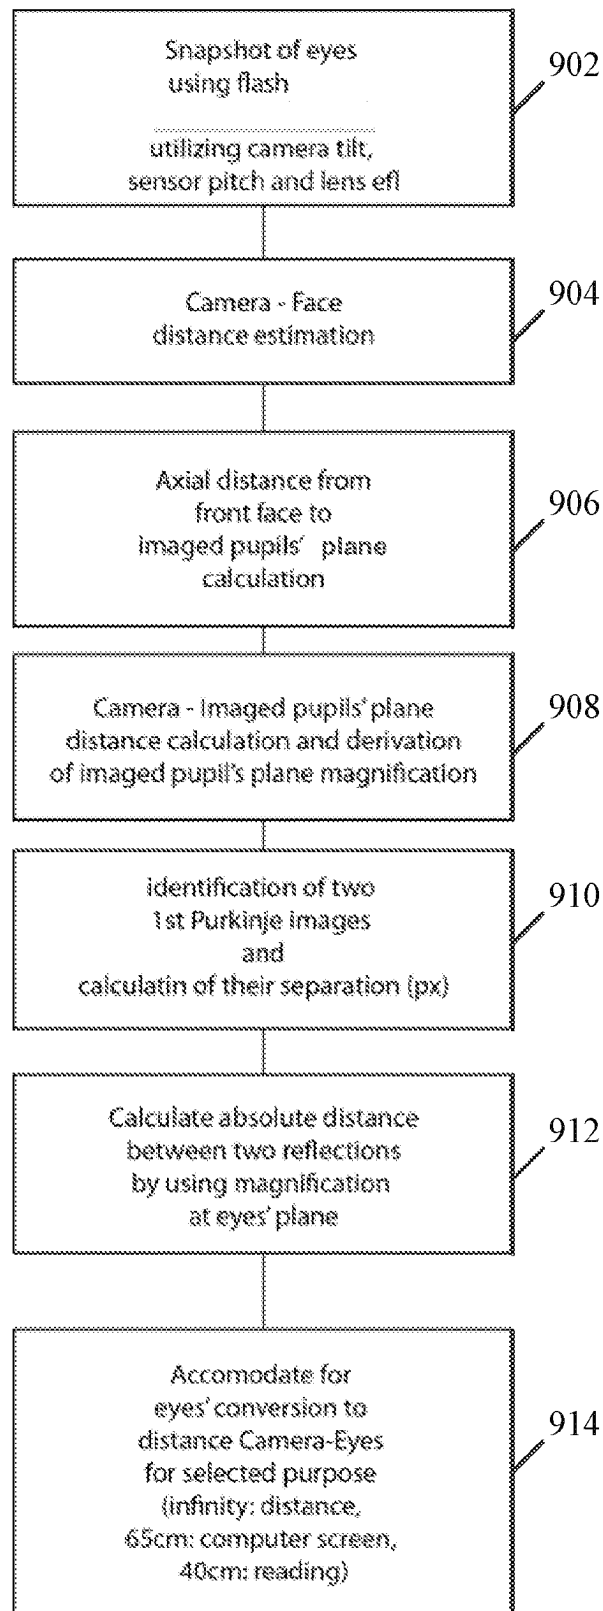 Snapshot of eyes
using flash
utilizing camera tilt,
sensor pitch and lens efl
902
Camera - Face
distance estimation
904
Axial distance from
front face to
imaged pupils' plane
calculation
906
Camera - Imaged pupils' plane
distance calculation and derivation
of imaged pupil's plane magnification
908
identification of two
1st Purkinje images
and
calculatin of their separation (px)
910
Calculate absolute distance
between two reflections
by using magnification
at eyes' plane
912
Accomodate for
eyes' conversion to
distance Camera-Eyes
for selected purpose
(infinity: distance,
65cm: computer screen,
40cm: reading)
914